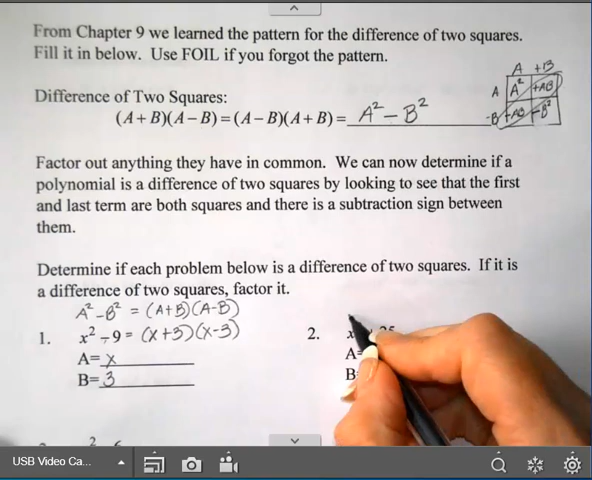 From Chapter 9 we learned the pattern for the difference of two squares.
Fill it in below. Use FOIL if you forgot the pattern.
A +B
A A² +AB
-B -B²
Difference of Two Squares:
(A + B)(A − B) = (A − B)(A + B) = A² − B²
Factor out anything they have in common. We can now determine if a
polynomial is a difference of two squares by looking to see that the first
and last term are both squares and there is a subtraction sign between
them.
Determine if each problem below is a difference of two squares. If it is
a difference of two squares, factor it.
A² − B² = (A+B)(A−B)
1. x² − 9 = (x+3)(x−3) 2.
A= x A=
B= 3 B
USB Video Ca...